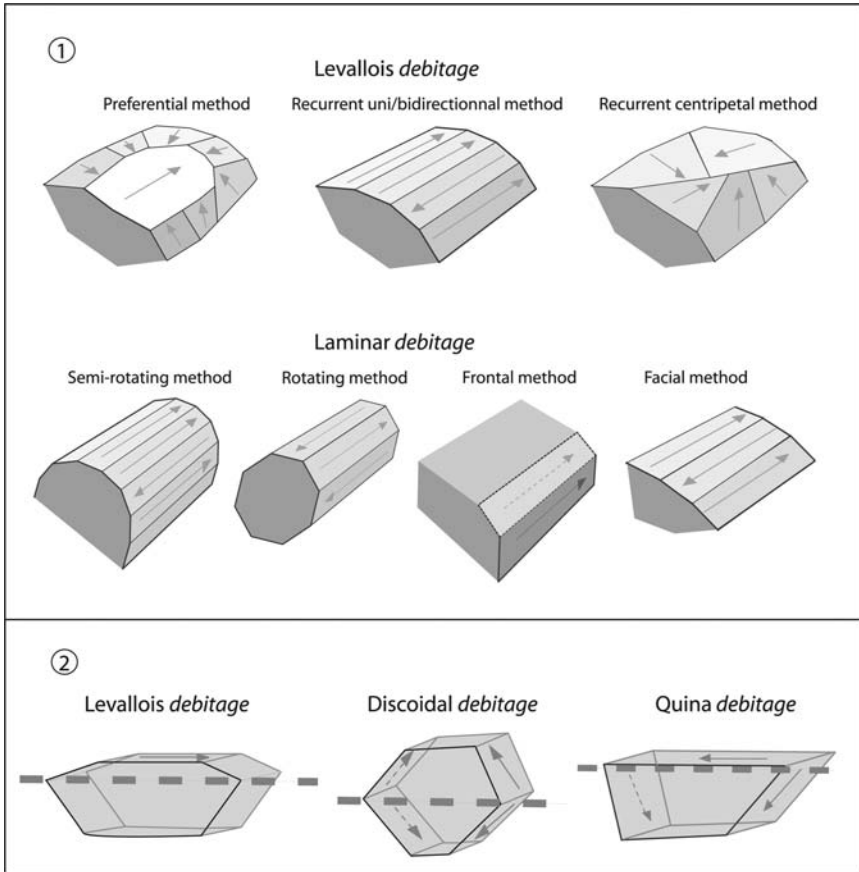 ①
Levallois debitage
Preferential method Recurrent uni/bidirectionnal method Recurrent centripetal method
Laminar debitage
Semi-rotating method Rotating method Frontal method Facial method
②
Levallois debitage Discoidal debitage Quina debitage